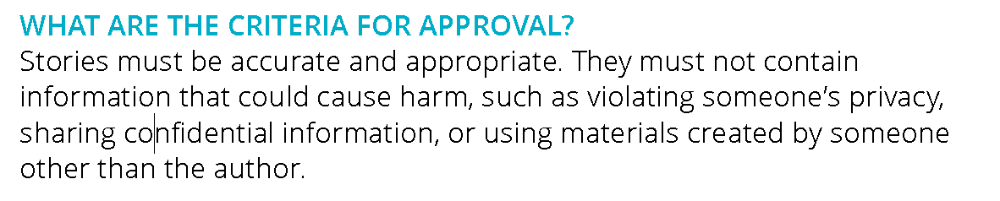 WHAT ARE THE CRITERIA FOR APPROVAL?
Stories must be accurate and appropriate. They must not contain
information that could cause harm, such as violating someone’s privacy,
sharing confidential information, or using materials created by someone
other than the author.